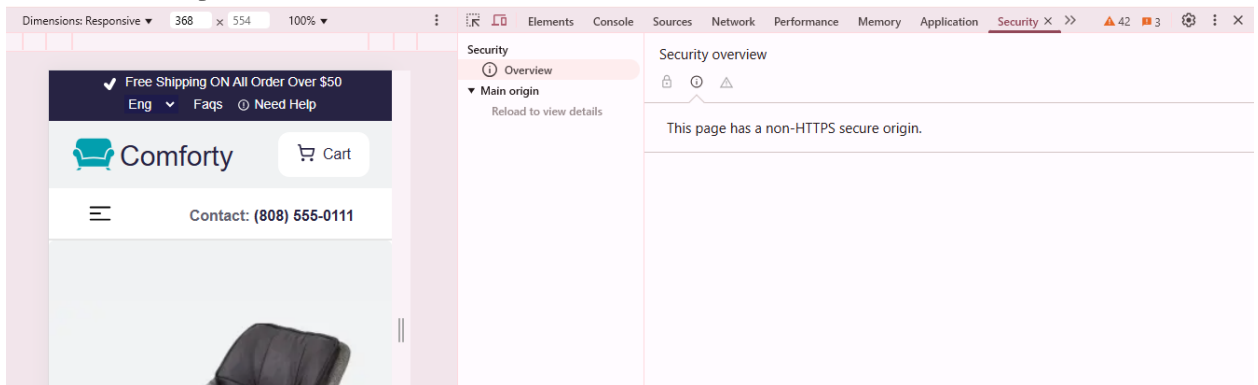 Dimensions: Responsive ▼ 368 × 554 100% ▼
Elements Console Sources Network Performance Memory Application Security × >> 42 3
Free Shipping ON All Order Over $50
Eng Faqs Need Help
Comforty Cart
Contact: (808) 555-0111
Security
Overview
▼ Main origin
Reload to view details
Security overview
This page has a non-HTTPS secure origin.